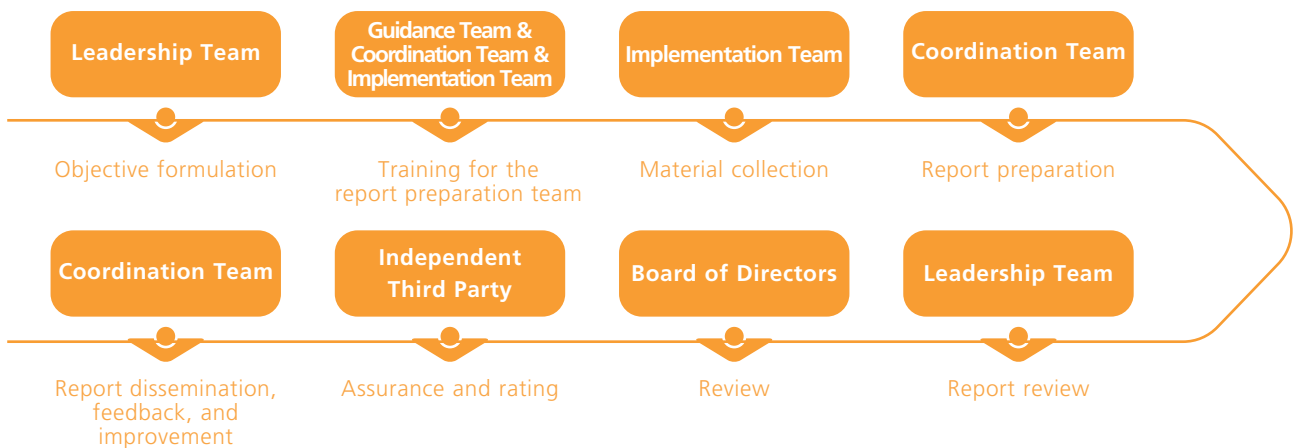 Leadership Team
Guidance Team &
Coordination Team &
Implementation Team
Implementation Team
Coordination Team
Objective formulation
Training for the
report preparation team
Material collection
Report preparation
Coordination Team
Independent
Third Party
Board of Directors
Leadership Team
Report dissemination,
feedback, and
improvement
Assurance and rating
Review
Report review